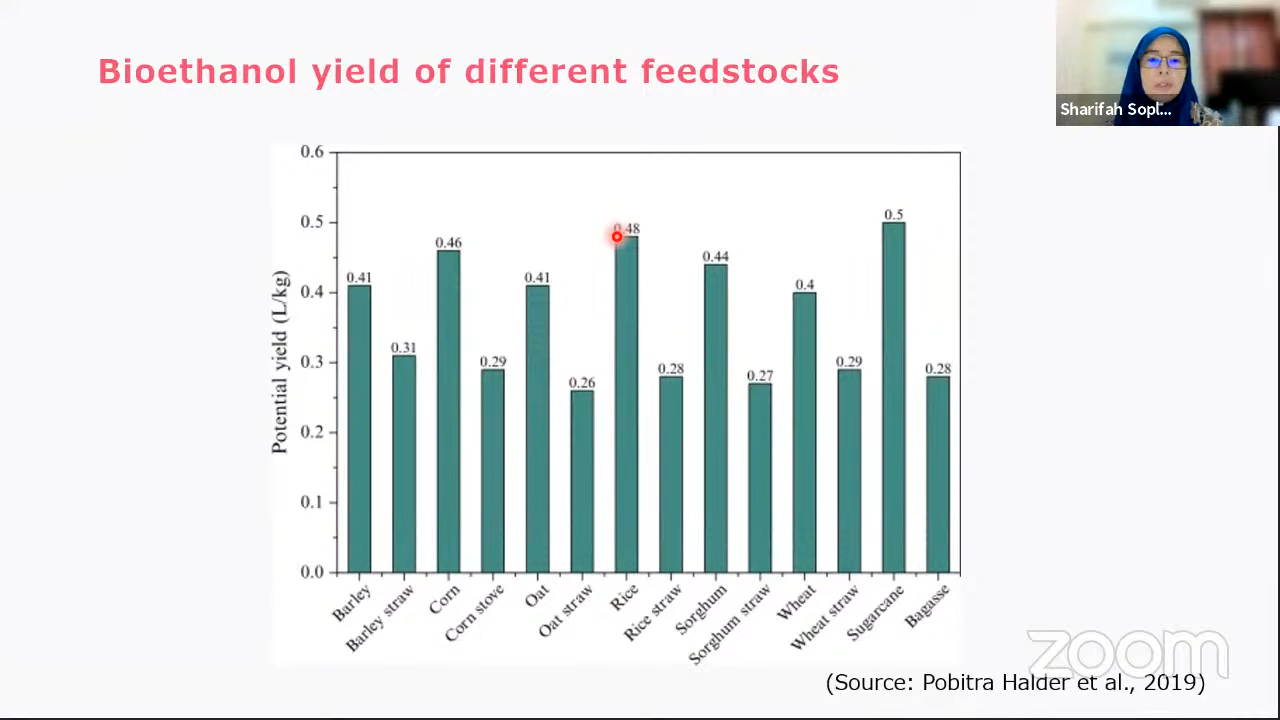 Bioethanol yield of different feedstocks
Sharifah Sopl...
Potential yield (L/kg)
0.6
0.5
0.4
0.3
0.2
0.1
0.0
0.41
0.31
0.46
0.29
0.41
0.26
0.48
0.28
0.44
0.27
0.4
0.29
0.5
0.28
Barley
Barley straw
Corn
Corn stove
Oat
Oat straw
Rice
Rice straw
Sorghum
Sorghum straw
Wheat
Wheat straw
Sugarcane
Bagasse
zoom
(Source: Pobitra Halder et al., 2019)